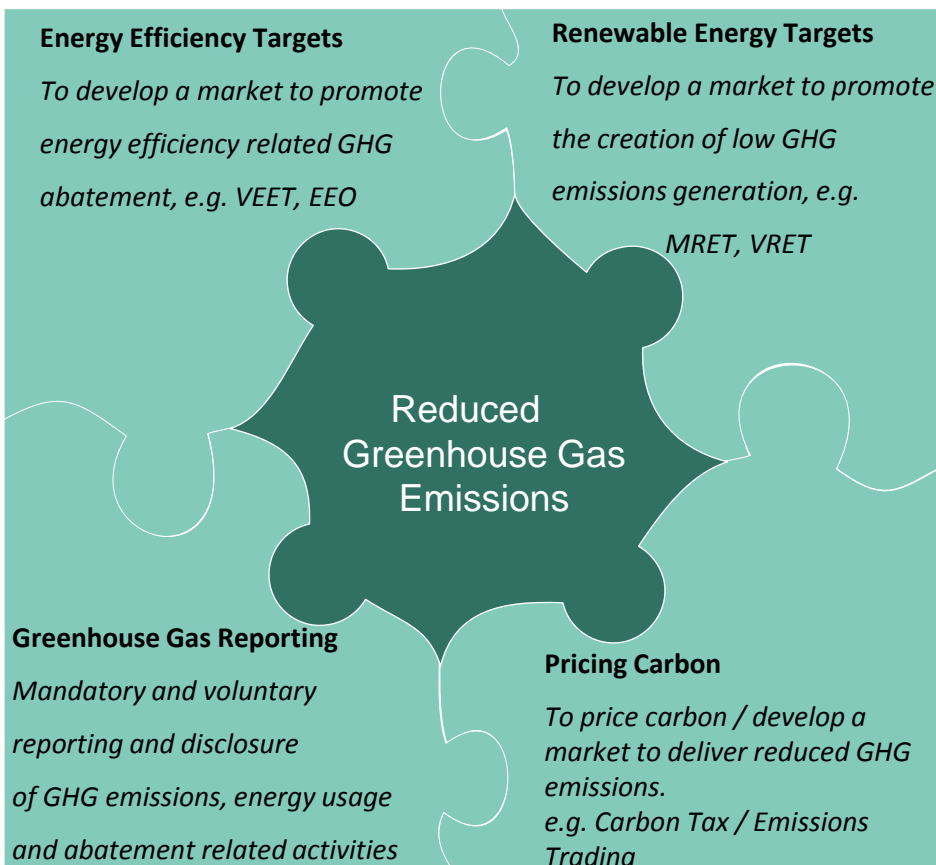 Energy Efficiency Targets
To develop a market to promote
energy efficiency related GHG
abatement, e.g. VEET, EEO
Renewable Energy Targets
To develop a market to promote
the creation of low GHG
emissions generation, e.g.
MRET, VRET
Reduced
Greenhouse Gas
Emissions
Greenhouse Gas Reporting
Mandatory and voluntary
reporting and disclosure
of GHG emissions, energy usage
and abatement related activities
Pricing Carbon
To price carbon / develop a
market to deliver reduced GHG
emissions.
e.g. Carbon Tax / Emissions
Trading